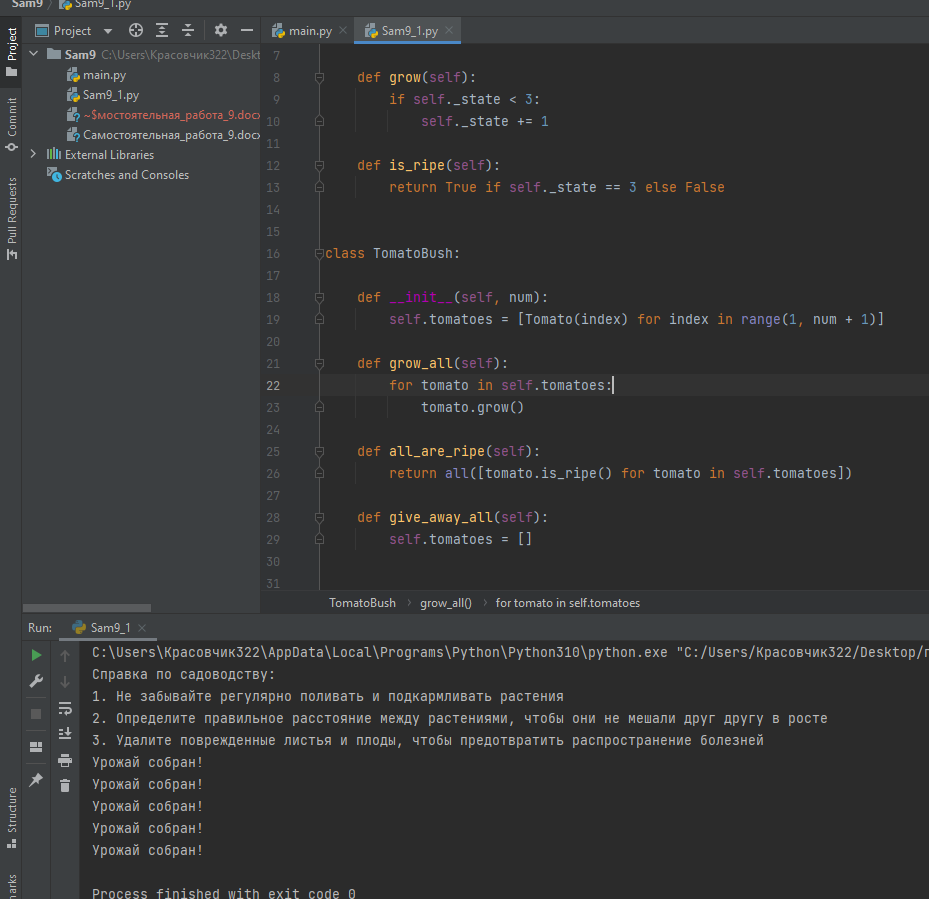 Sam9 Sam9_1.py
Project
main.py
Sam9_1.py
Project
Commit
Pull Requests
Structure
Sam9 C:\Users\Красовчик322\Deskt
main.py
Sam9_1.py
~$мостоятельная_работа_9.docx
Самостоятельная_работа_9.docx
External Libraries
Scratches and Consoles
7
8 def grow(self):
9 if self._state < 3:
10 self._state += 1
11
12 def is_ripe(self):
13 return True if self._state == 3 else False
14
15
16 class TomatoBush:
17
18 def __init__(self, num):
19 self.tomatoes = [Tomato(index) for index in range(1, num + 1)]
20
21 def grow_all(self):
22 for tomato in self.tomatoes:
23 tomato.grow()
24
25 def all_are_ripe(self):
26 return all([tomato.is_ripe() for tomato in self.tomatoes])
27
28 def give_away_all(self):
29 self.tomatoes = []
30
31
TomatoBush grow_all() for tomato in self.tomatoes
Run: Sam9_1
C:\Users\Красовчик322\AppData\Local\Programs\Python\Python310\python.exe "C:/Users/Красовчик322/Desktop/
Справка по садоводству:
1. Не забывайте регулярно поливать и подкармливать растения
2. Определите правильное расстояние между растениями, чтобы они не мешали друг другу в росте
3. Удалите поврежденные листья и плоды, чтобы предотвратить распространение болезней
Урожай собран!
Урожай собран!
Урожай собран!
Урожай собран!
Урожай собран!
Process finished with exit code 0